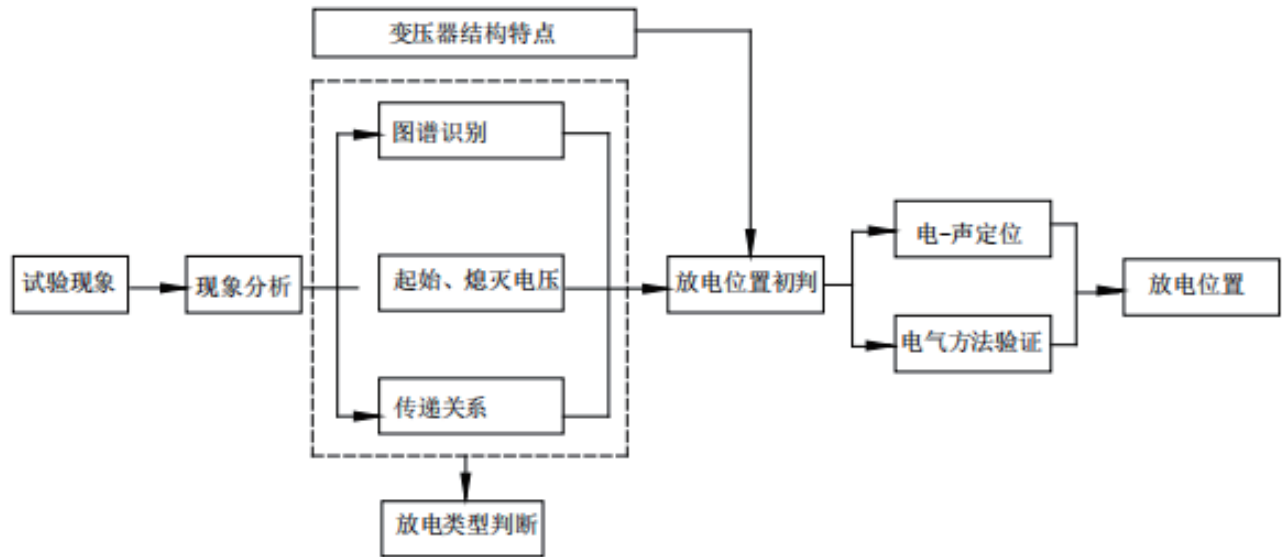 变压器结构特点
图谱识别
起始、熄灭电压
传递关系
试验现象
现象分析
放电位置初判
电-声定位
电气方法验证
放电位置
放电类型判断